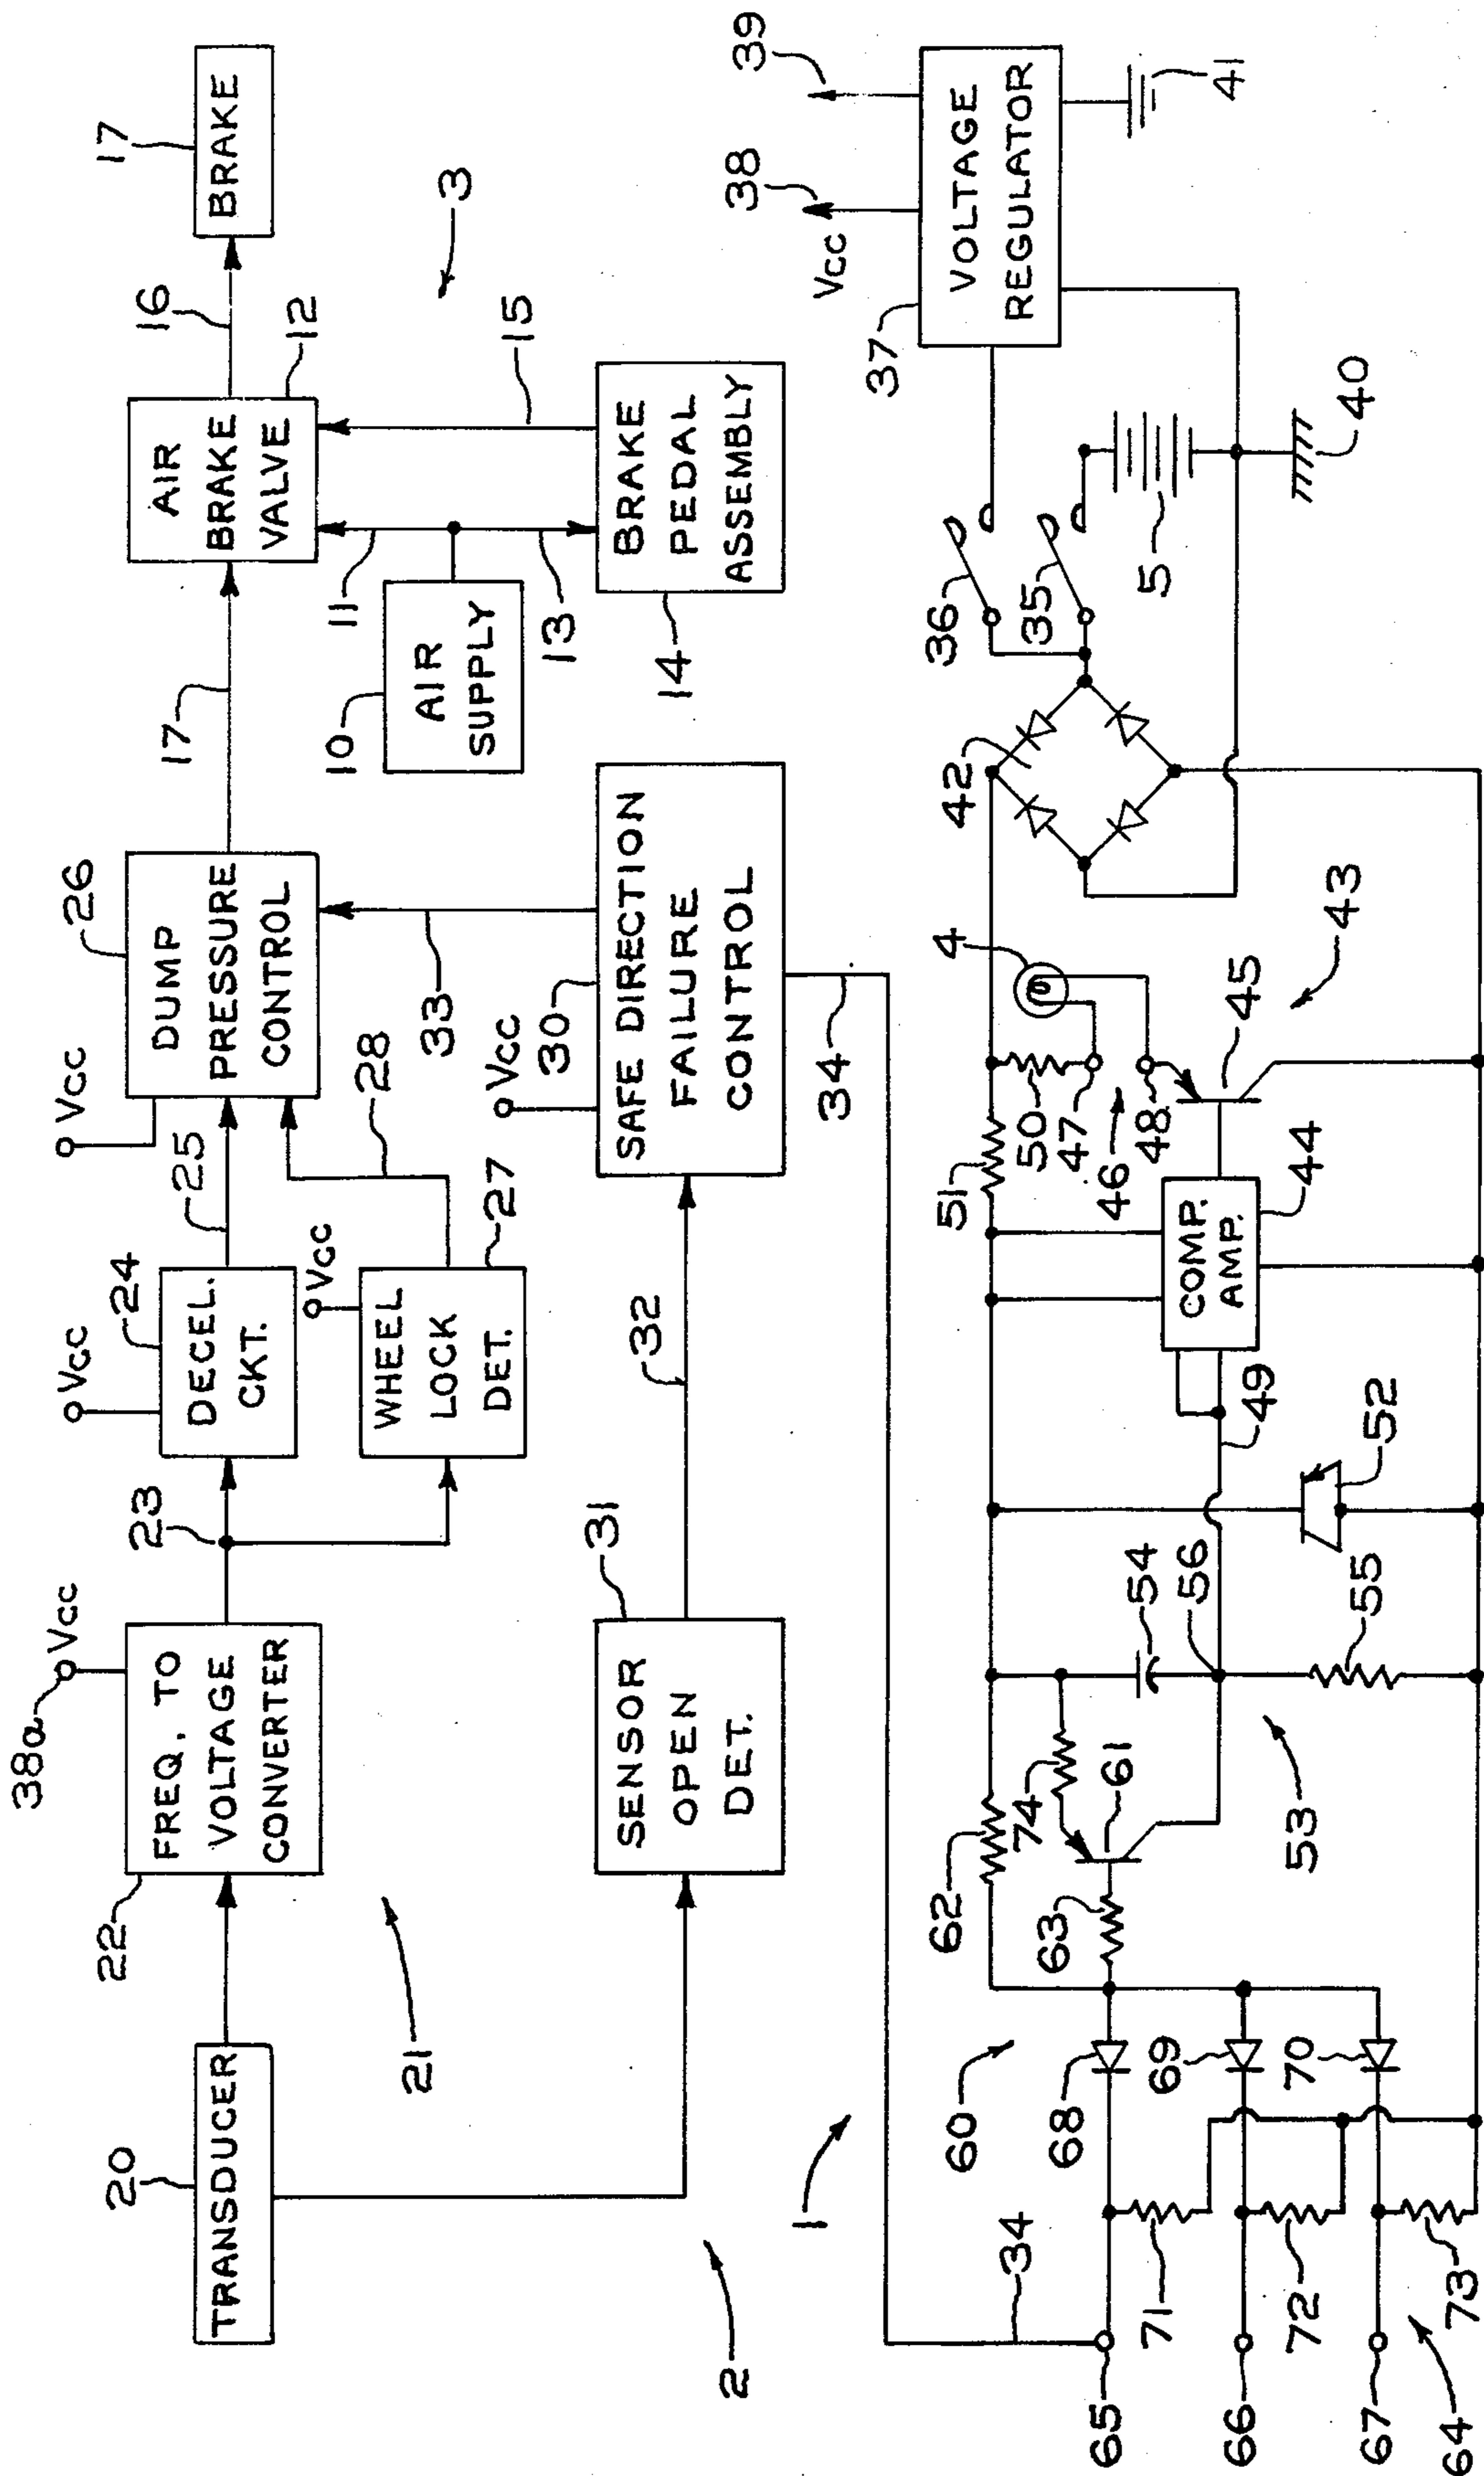 38a
Vcc
Vcc
Vcc
20
TRANSDUCER
22
FREQ. TO
VOLTAGE
CONVERTER
23
24
DECEL.
CKT.
25
26
DUMP
PRESSURE
CONTROL
17
AIR
BRAKE
VALVE
16
12
17
BRAKE
21
Vcc
WHEEL
LOCK
DET.
27
28
33
10
AIR
SUPPLY
11
13
15
3
Vcc
30
SAFE DIRECTION
FAILURE
CONTROL
31
SENSOR
OPEN
DET.
32
34
14
BRAKE
PEDAL
ASSEMBLY
2
1
38
39
Vcc
37
VOLTAGE
REGULATOR
41
34
60
62
51
4
42
36
35
5
40
65
68
63
74
61
54
56
49
50
47
46
48
45
43
COMP.
AMP.
44
52
55
53
66
69
67
70
71
72
73
64